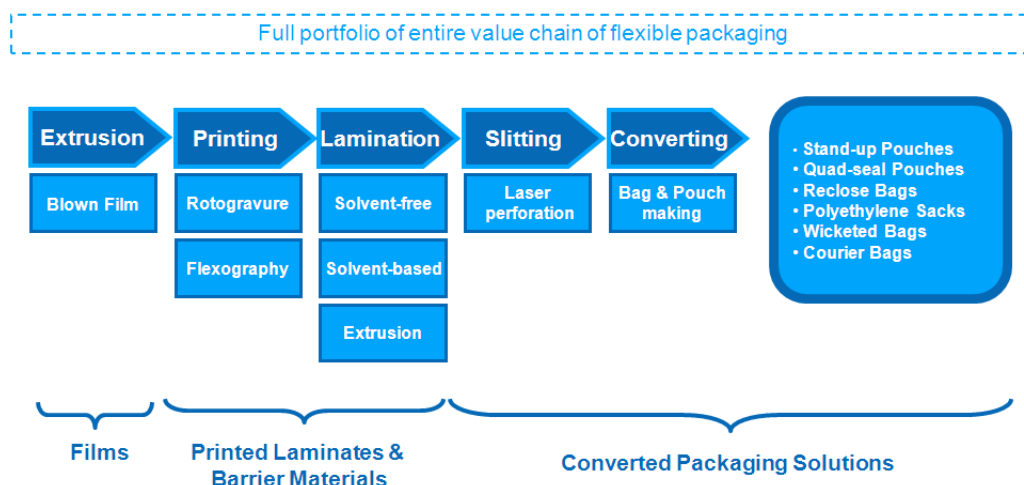 Full portfolio of entire value chain of flexible packaging
Extrusion
Printing
Lamination
Slitting
Converting
Blown Film
Rotogravure
Solvent-free
Laser
perforation
Bag & Pouch
making
Flexography
Solvent-based
Extrusion
• Stand-up Pouches
• Quad-seal Pouches
• Reclose Bags
• Polyethylene Sacks
• Wicketed Bags
• Courier Bags
Films
Printed Laminates &
Barrier Materials
Converted Packaging Solutions